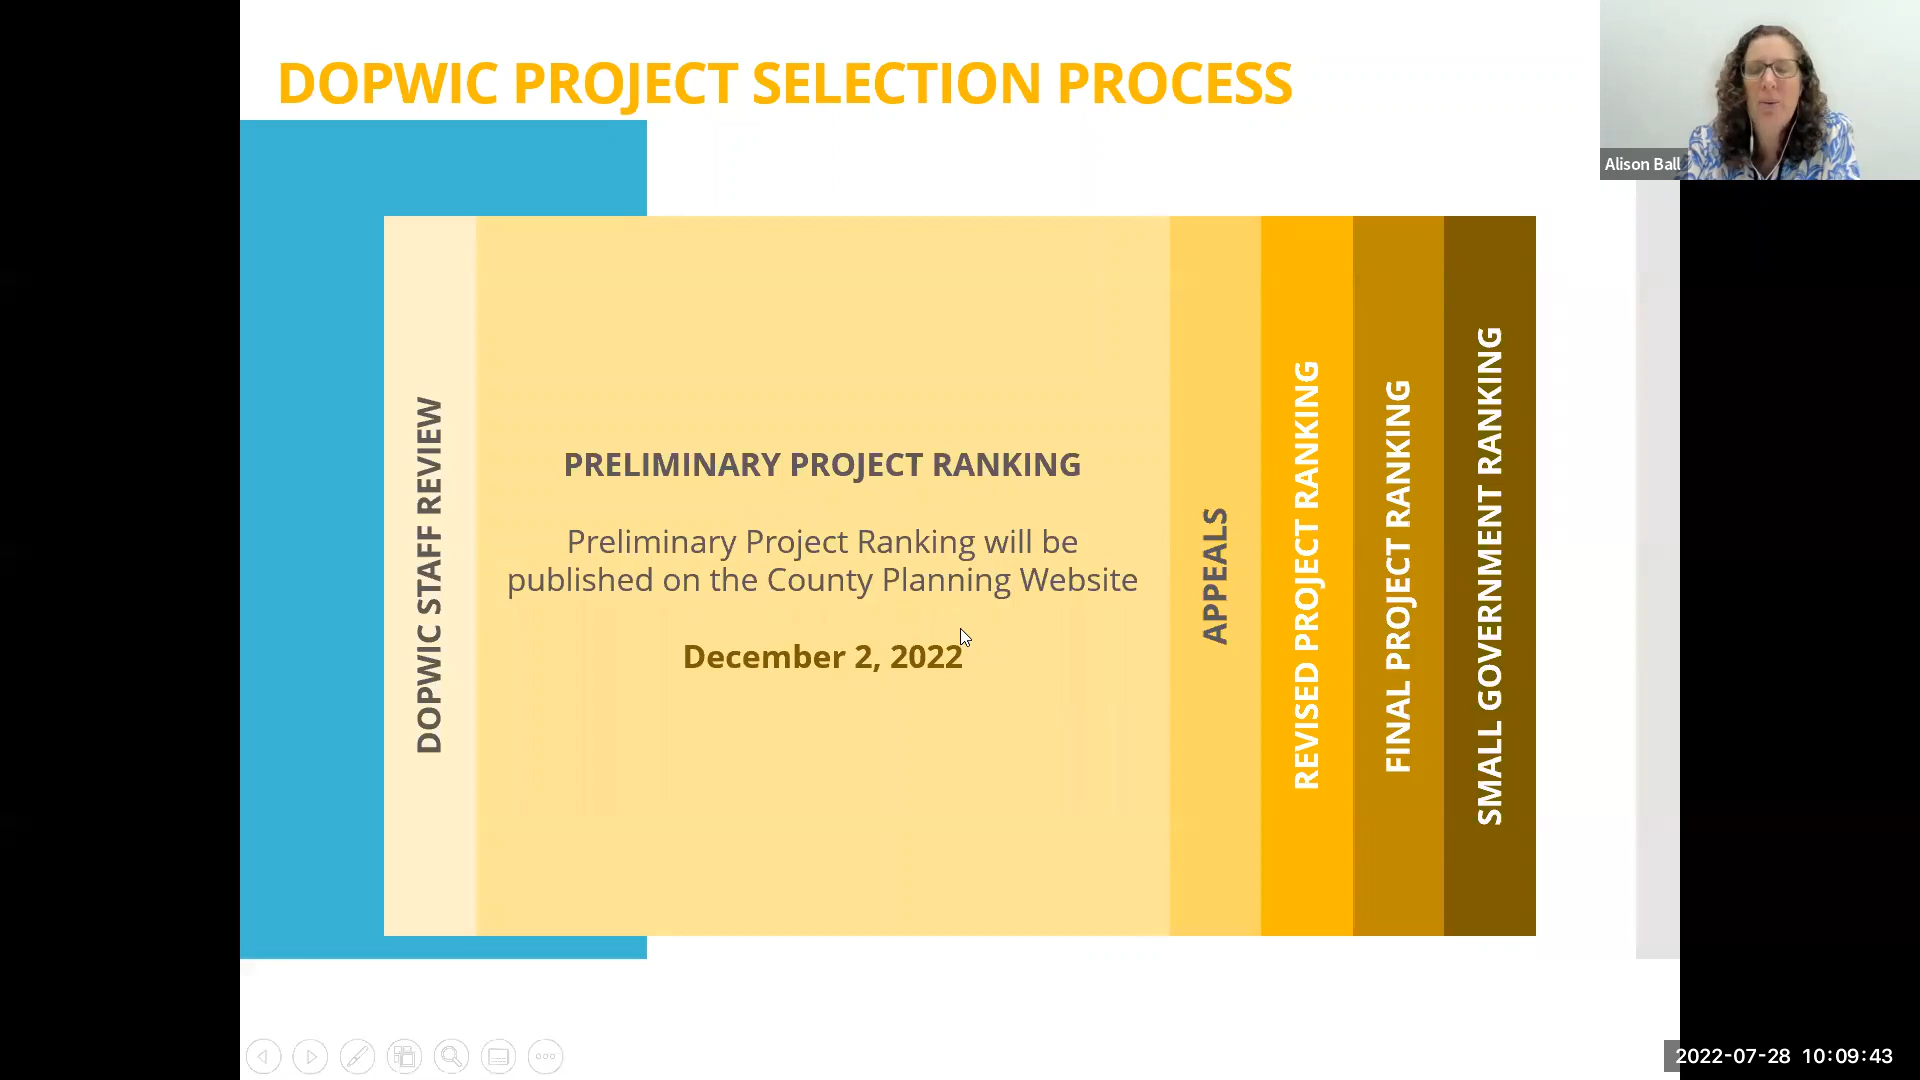 DOPWIC PROJECT SELECTION PROCESS
Alison Ball
DOPWIC STAFF REVIEW
PRELIMINARY PROJECT RANKING
Preliminary Project Ranking will be
published on the County Planning Website
December 2, 2022
APPEALS
REVISED PROJECT RANKING
FINAL PROJECT RANKING
SMALL GOVERNMENT RANKING
2022-07-28 10:09:43